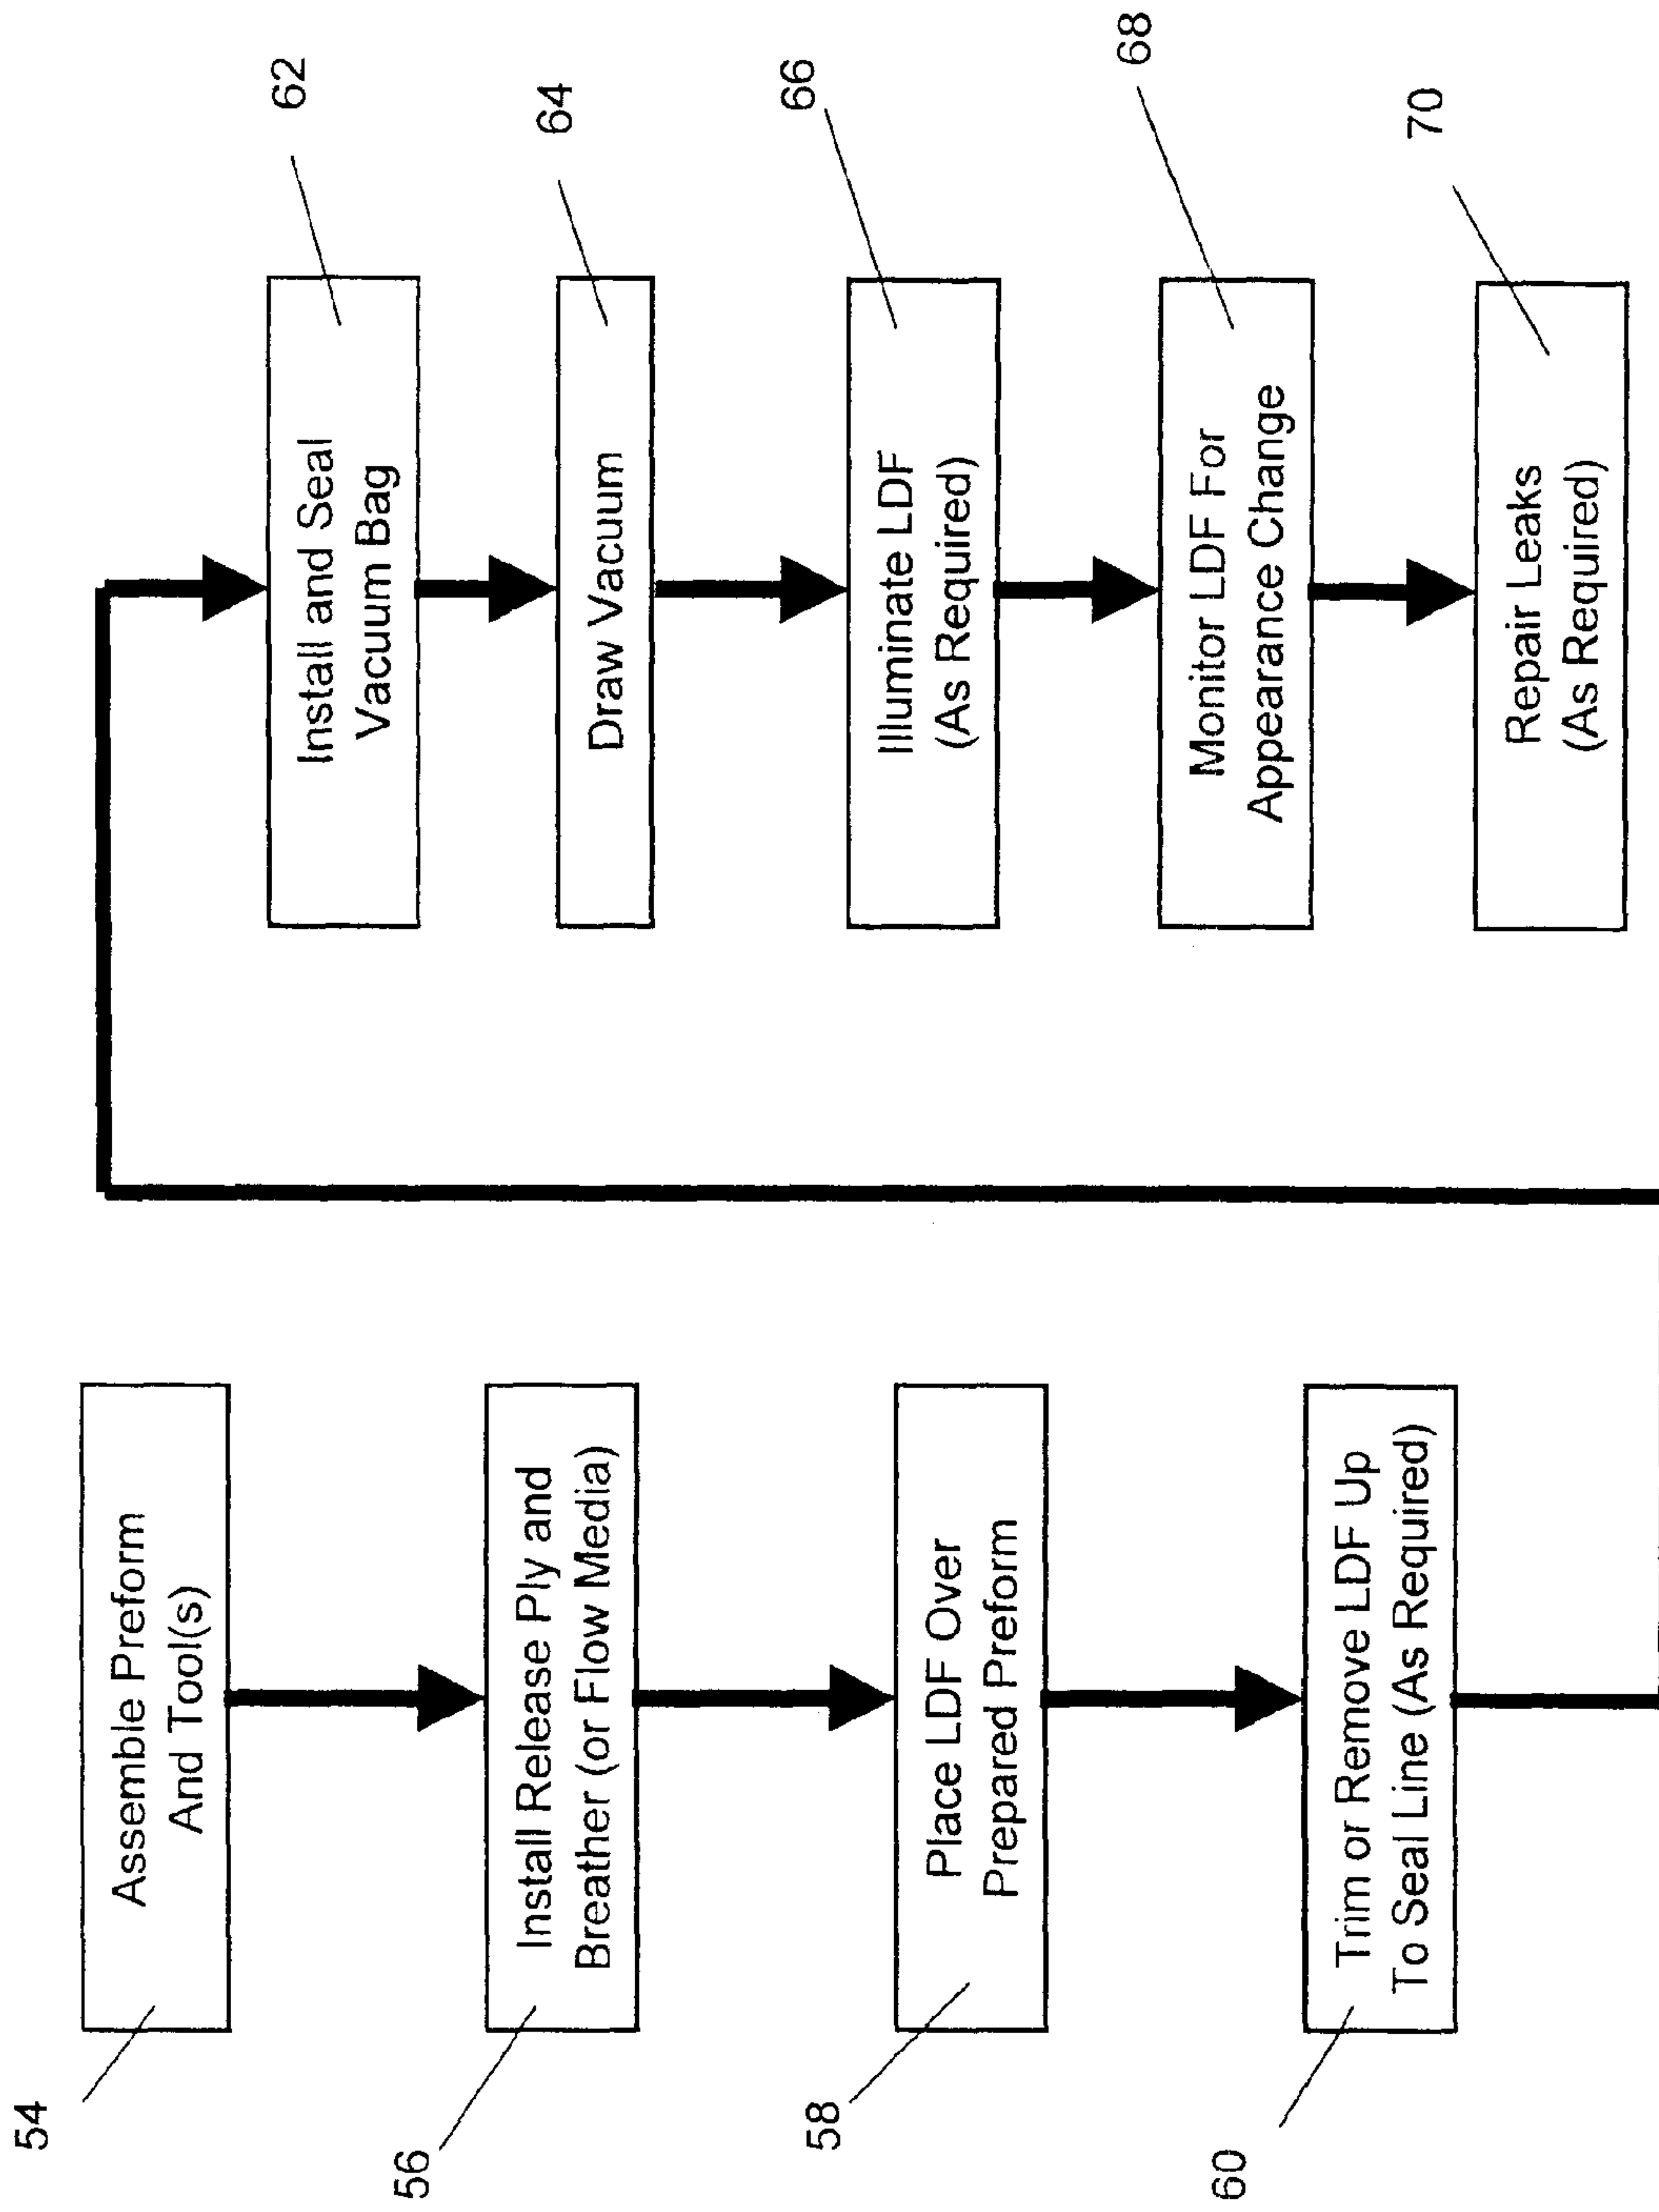 54
Assemble Preform
And Tool(s)
56
Install Release Ply and
Breather (or Flow Media)
58
Place LDF Over
Prepared Preform
60
Trim or Remove LDF Up
To Seal Line (As Required)
62
Install and Seal
Vacuum Bag
64
Draw Vacuum
66
Illuminate LDF
(As Required)
68
Monitor LDF For
Appearance Change
70
Repair Leaks
(As Required)